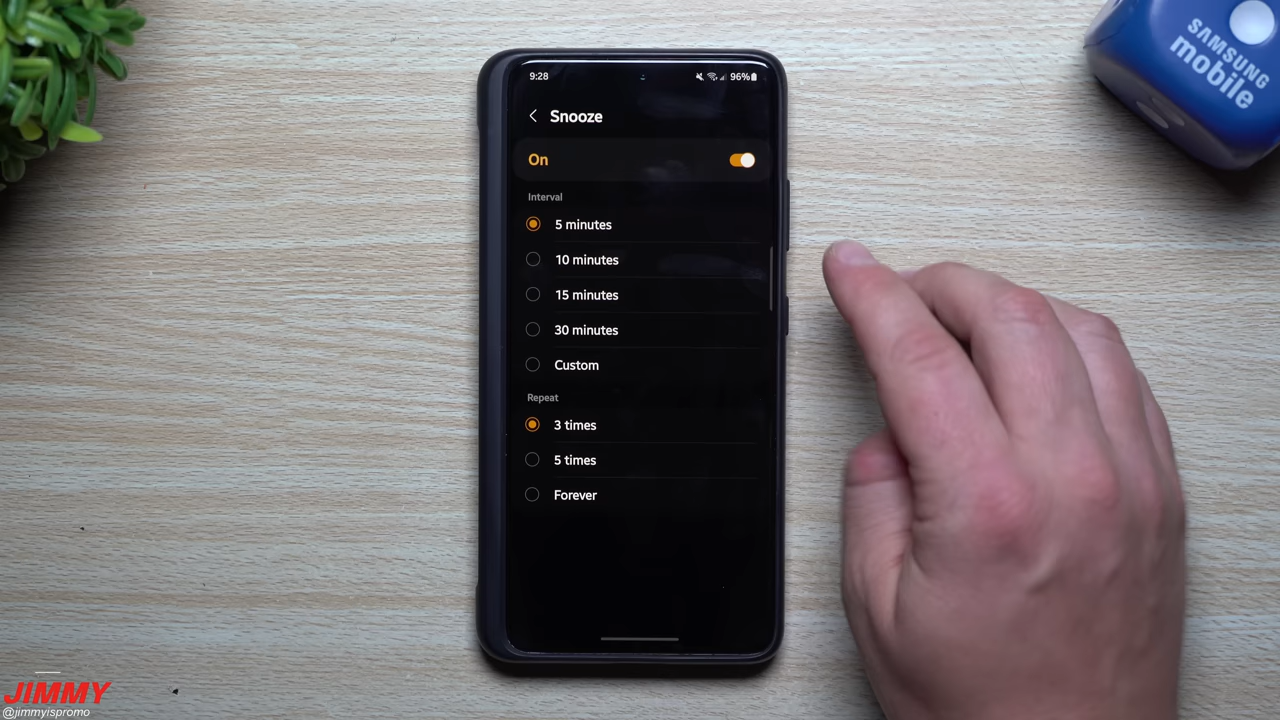 9:28
96%
Snooze
On
Interval
5 minutes
10 minutes
15 minutes
30 minutes
Custom
Repeat
3 times
5 times
Forever
SAMSUNG
mobile
JIMMY
@jimmyispromo